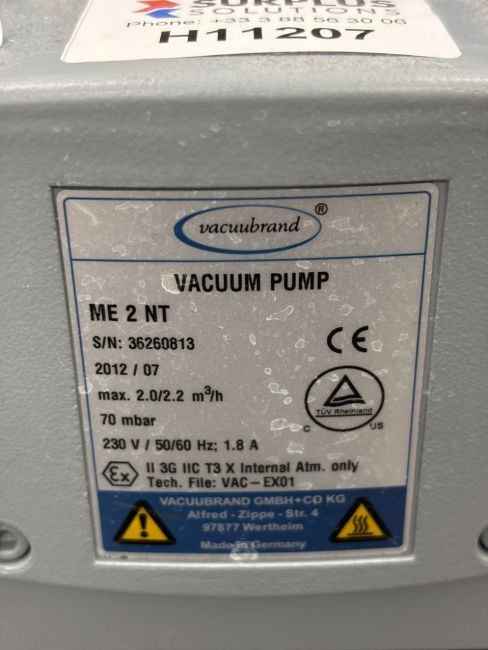 SURPLUS
SOLUTIONS
Phone: +33 3 88 56 30 06
H11207
vacuubrand ®
VACUUM PUMP
ME 2 NT
S/N: 36260813
CE
2012 / 07
max. 2.0/2.2 m³/h
70 mbar
TÜV Rheinland
C US
230 V / 50/60 Hz; 1.8 A
Ex II 3G IIC T3 X Internal Atm. only
Tech. File: VAC-EX01
VACUUBRAND GMBH+CO KG
Alfred - Zippe - Str. 4
97877 Wertheim
Made in Germany